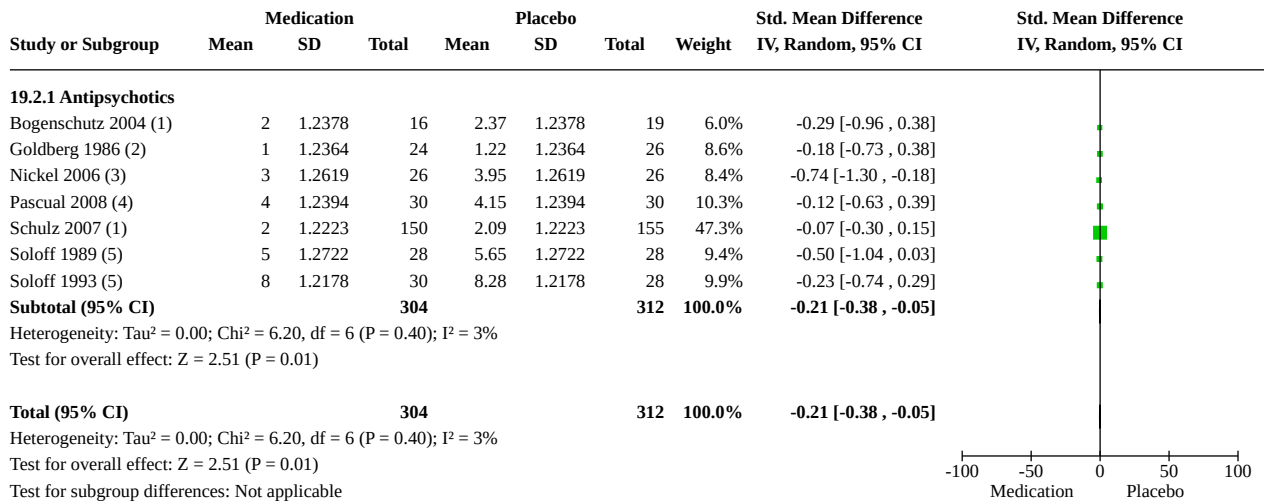 Medication Placebo Std. Mean Difference Std. Mean Difference
Study or Subgroup Mean SD Total Mean SD Total Weight IV, Random, 95% CI IV, Random, 95% CI
19.2.1 Antipsychotics
Bogenschutz 2004 (1) 2 1.2378 16 2.37 1.2378 19 6.0% -0.29 [-0.96 , 0.38]
Goldberg 1986 (2) 1 1.2364 24 1.22 1.2364 26 8.6% -0.18 [-0.73 , 0.38]
Nickel 2006 (3) 3 1.2619 26 3.95 1.2619 26 8.4% -0.74 [-1.30 , -0.18]
Pascual 2008 (4) 4 1.2394 30 4.15 1.2394 30 10.3% -0.12 [-0.63 , 0.39]
Schulz 2007 (1) 2 1.2223 150 2.09 1.2223 155 47.3% -0.07 [-0.30 , 0.15]
Soloff 1989 (5) 5 1.2722 28 5.65 1.2722 28 9.4% -0.50 [-1.04 , 0.03]
Soloff 1993 (5) 8 1.2178 30 8.28 1.2178 28 9.9% -0.23 [-0.74 , 0.29]
Subtotal (95% CI) 304 312 100.0% -0.21 [-0.38 , -0.05]
Heterogeneity: Tau² = 0.00; Chi² = 6.20, df = 6 (P = 0.40); I² = 3%
Test for overall effect: Z = 2.51 (P = 0.01)
Total (95% CI) 304 312 100.0% -0.21 [-0.38 , -0.05]
Heterogeneity: Tau² = 0.00; Chi² = 6.20, df = 6 (P = 0.40); I² = 3%
Test for overall effect: Z = 2.51 (P = 0.01)
-100 -50 0 50 100
Test for subgroup differences: Not applicable
Medication Placebo